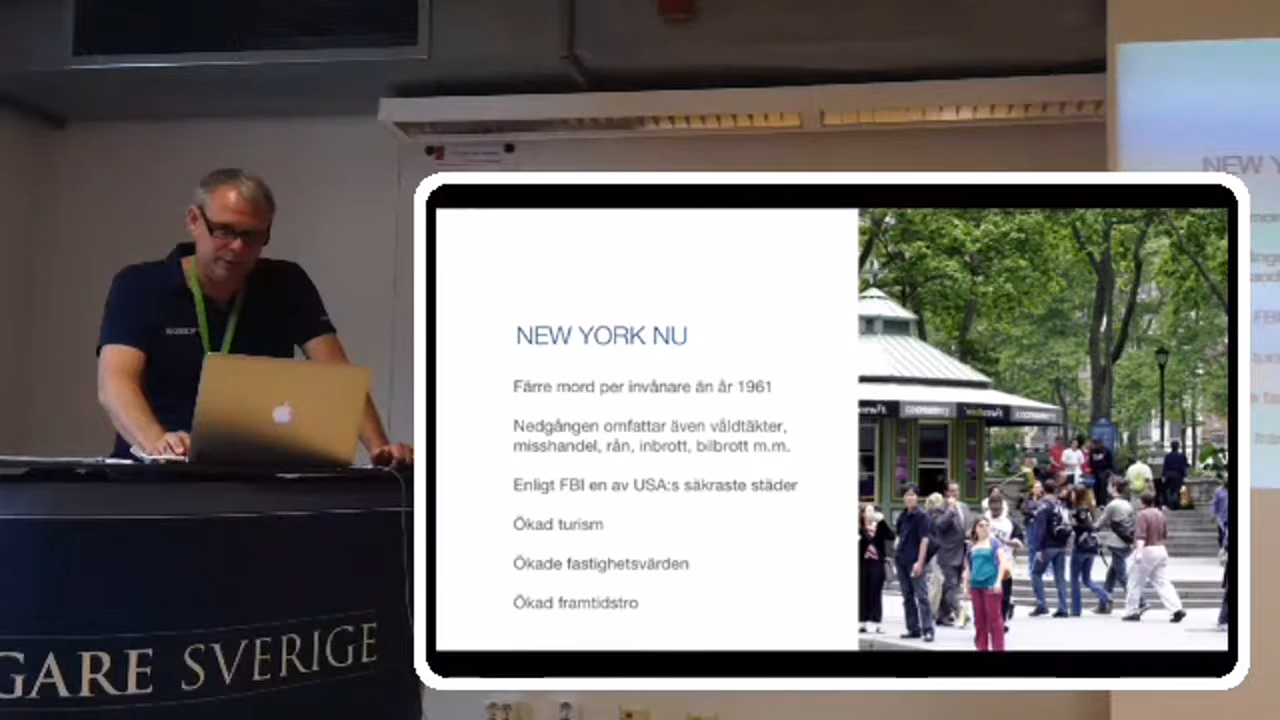 NEW YORK NU
Färre mord per invånare än år 1961
Nedgången omfattar även våldtäkter,
misshandel, rån, inbrott, bilbrott m.m.
Enligt FBI en av USA:s säkraste städer
Ökad turism
Ökade fastighetsvärden
Ökad framtidstro
GARE SVERIGE
NEW Y